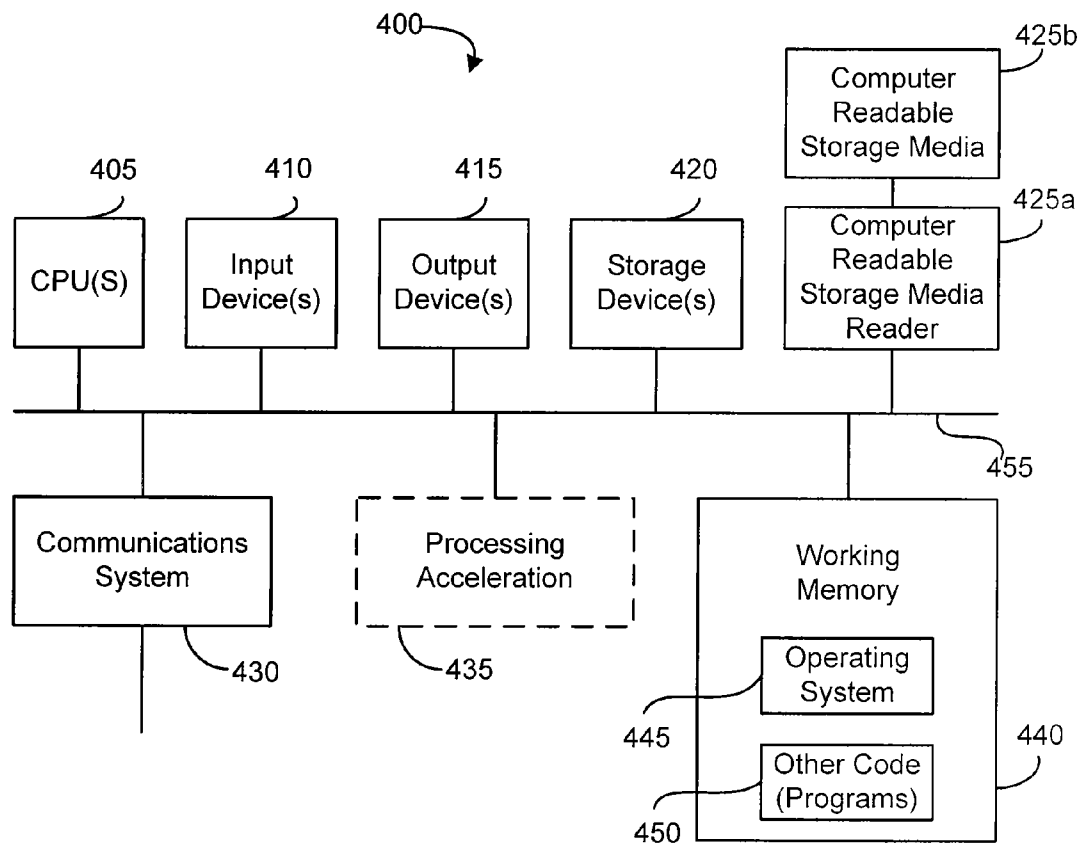 400
425b
Computer
Readable
Storage Media
405
410
415
420
425a
CPU(S)
Input
Device(s)
Output
Device(s)
Storage
Device(s)
Computer
Readable
Storage Media
Reader
455
Communications
System
430
Processing
Acceleration
435
Working
Memory
Operating
System
445
440
Other Code
(Programs)
450